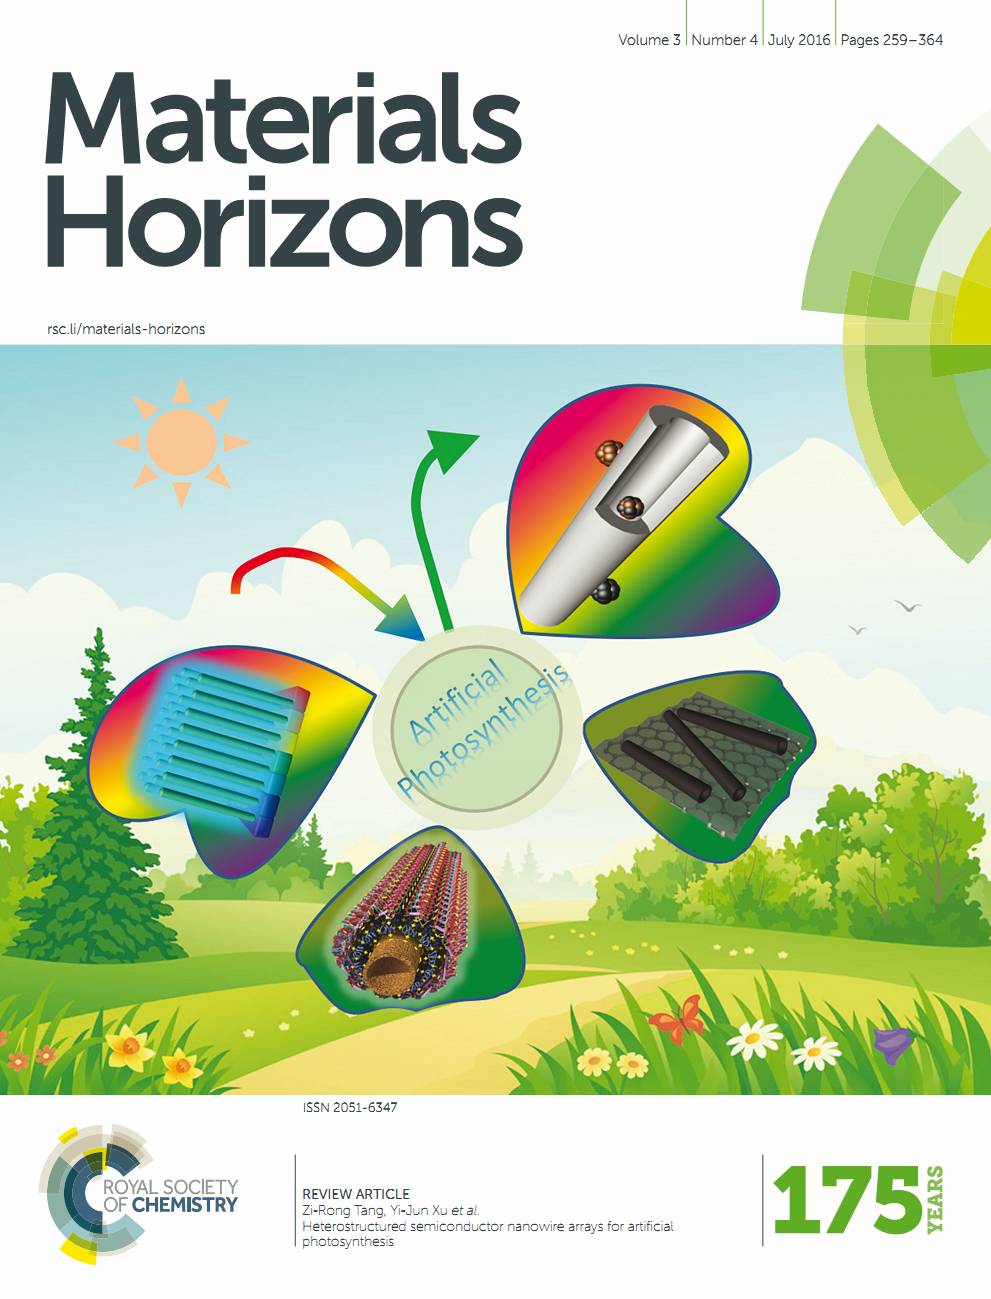 Volume 3 | Number 4 | July 2016 | Pages 259–364
Materials
Horizons
rsc.li/materials-horizons
Artificial
Photosynthesis
ISSN 2051-6347
ROYAL SOCIETY
OF CHEMISTRY
REVIEW ARTICLE
Zi-Rong Tang, Yi-Jun Xu et al.
Heterostructured semiconductor nanowire arrays for artificial
photosynthesis
175
YEARS